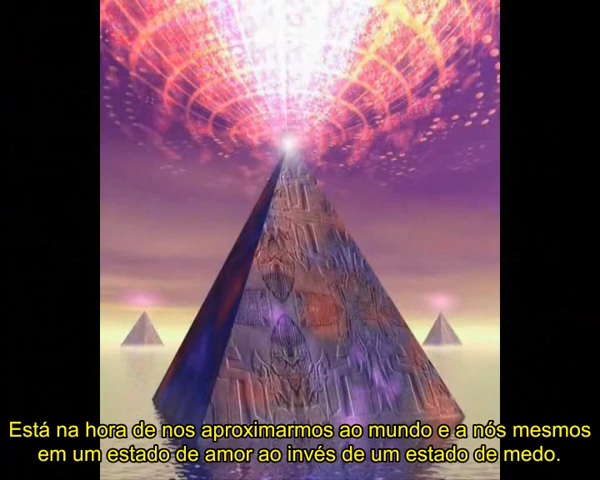 Está na hora de nos aproximarmos ao mundo e a nós mesmos
em um estado de amor ao invés de um estado de medo.